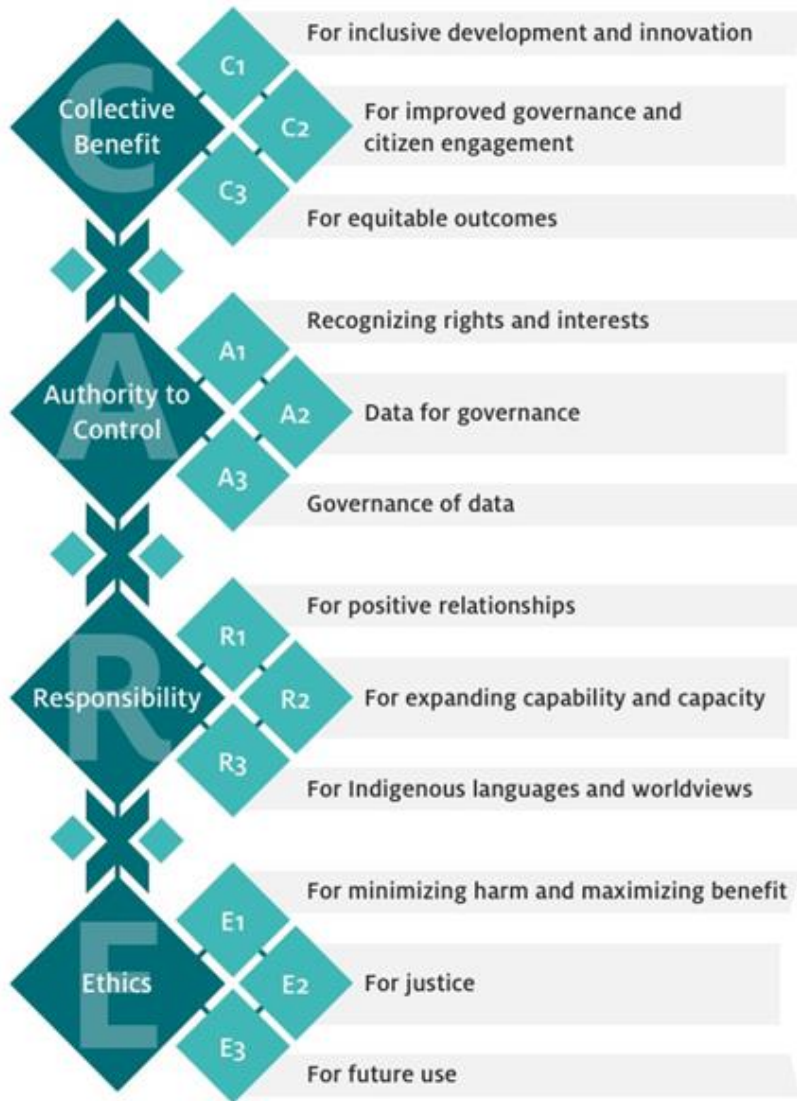 C
Collective
Benefit
C1
For inclusive development and innovation
C2
For improved governance and
citizen engagement
C3
For equitable outcomes
A
Authority to
Control
A1
Recognizing rights and interests
A2
Data for governance
A3
Governance of data
R
Responsibility
R1
For positive relationships
R2
For expanding capability and capacity
R3
For Indigenous languages and worldviews
E
Ethics
E1
For minimizing harm and maximizing benefit
E2
For justice
E3
For future use